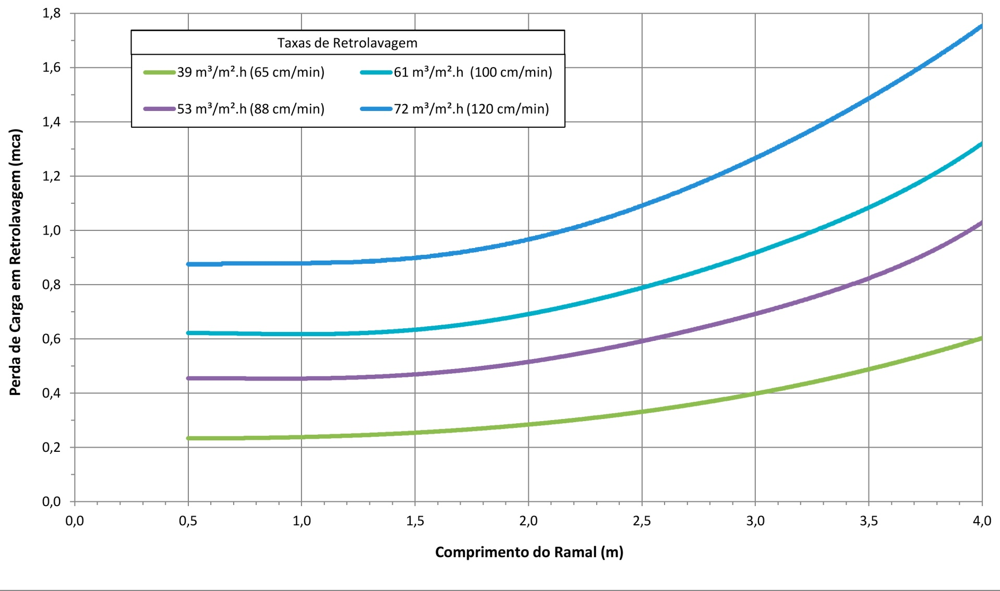 1,8
Taxas de Retrolavagem
39 m³/m².h (65 cm/min) 61 m³/m².h (100 cm/min)
53 m³/m².h (88 cm/min) 72 m³/m².h (120 cm/min)
1,6
1,4
1,2
1,0
0,8
0,6
0,4
0,2
0,0
Perda de Carga em Retrolavagem (mca)
0,0 0,5 1,0 1,5 2,0 2,5 3,0 3,5 4,0
Comprimento do Ramal (m)